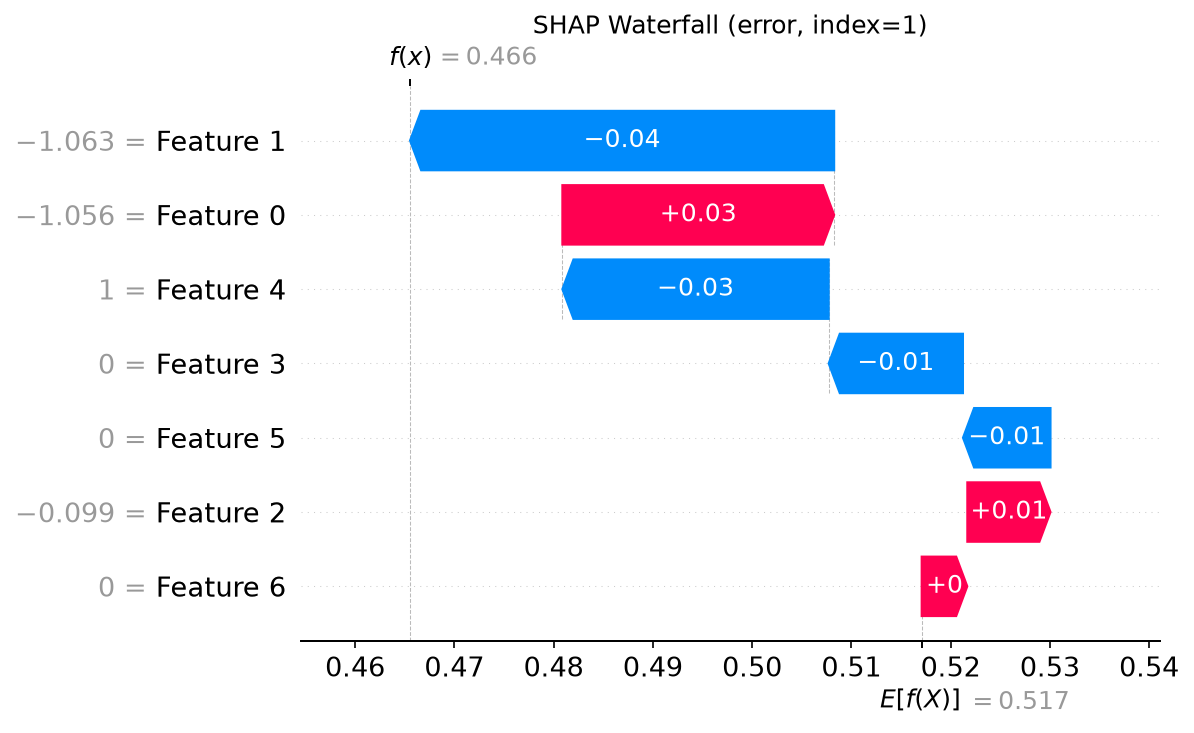 SHAP Waterfall (error, index=1)
f(x) = 0.466
−1.063 = Feature 1
−0.04
−1.056 = Feature 0
+0.03
1 = Feature 4
−0.03
0 = Feature 3
−0.01
0 = Feature 5
−0.01
−0.099 = Feature 2
+0.01
0 = Feature 6
+0
0.46 0.47 0.48 0.49 0.50 0.51 0.52 0.53 0.54
E[f(X)] = 0.517